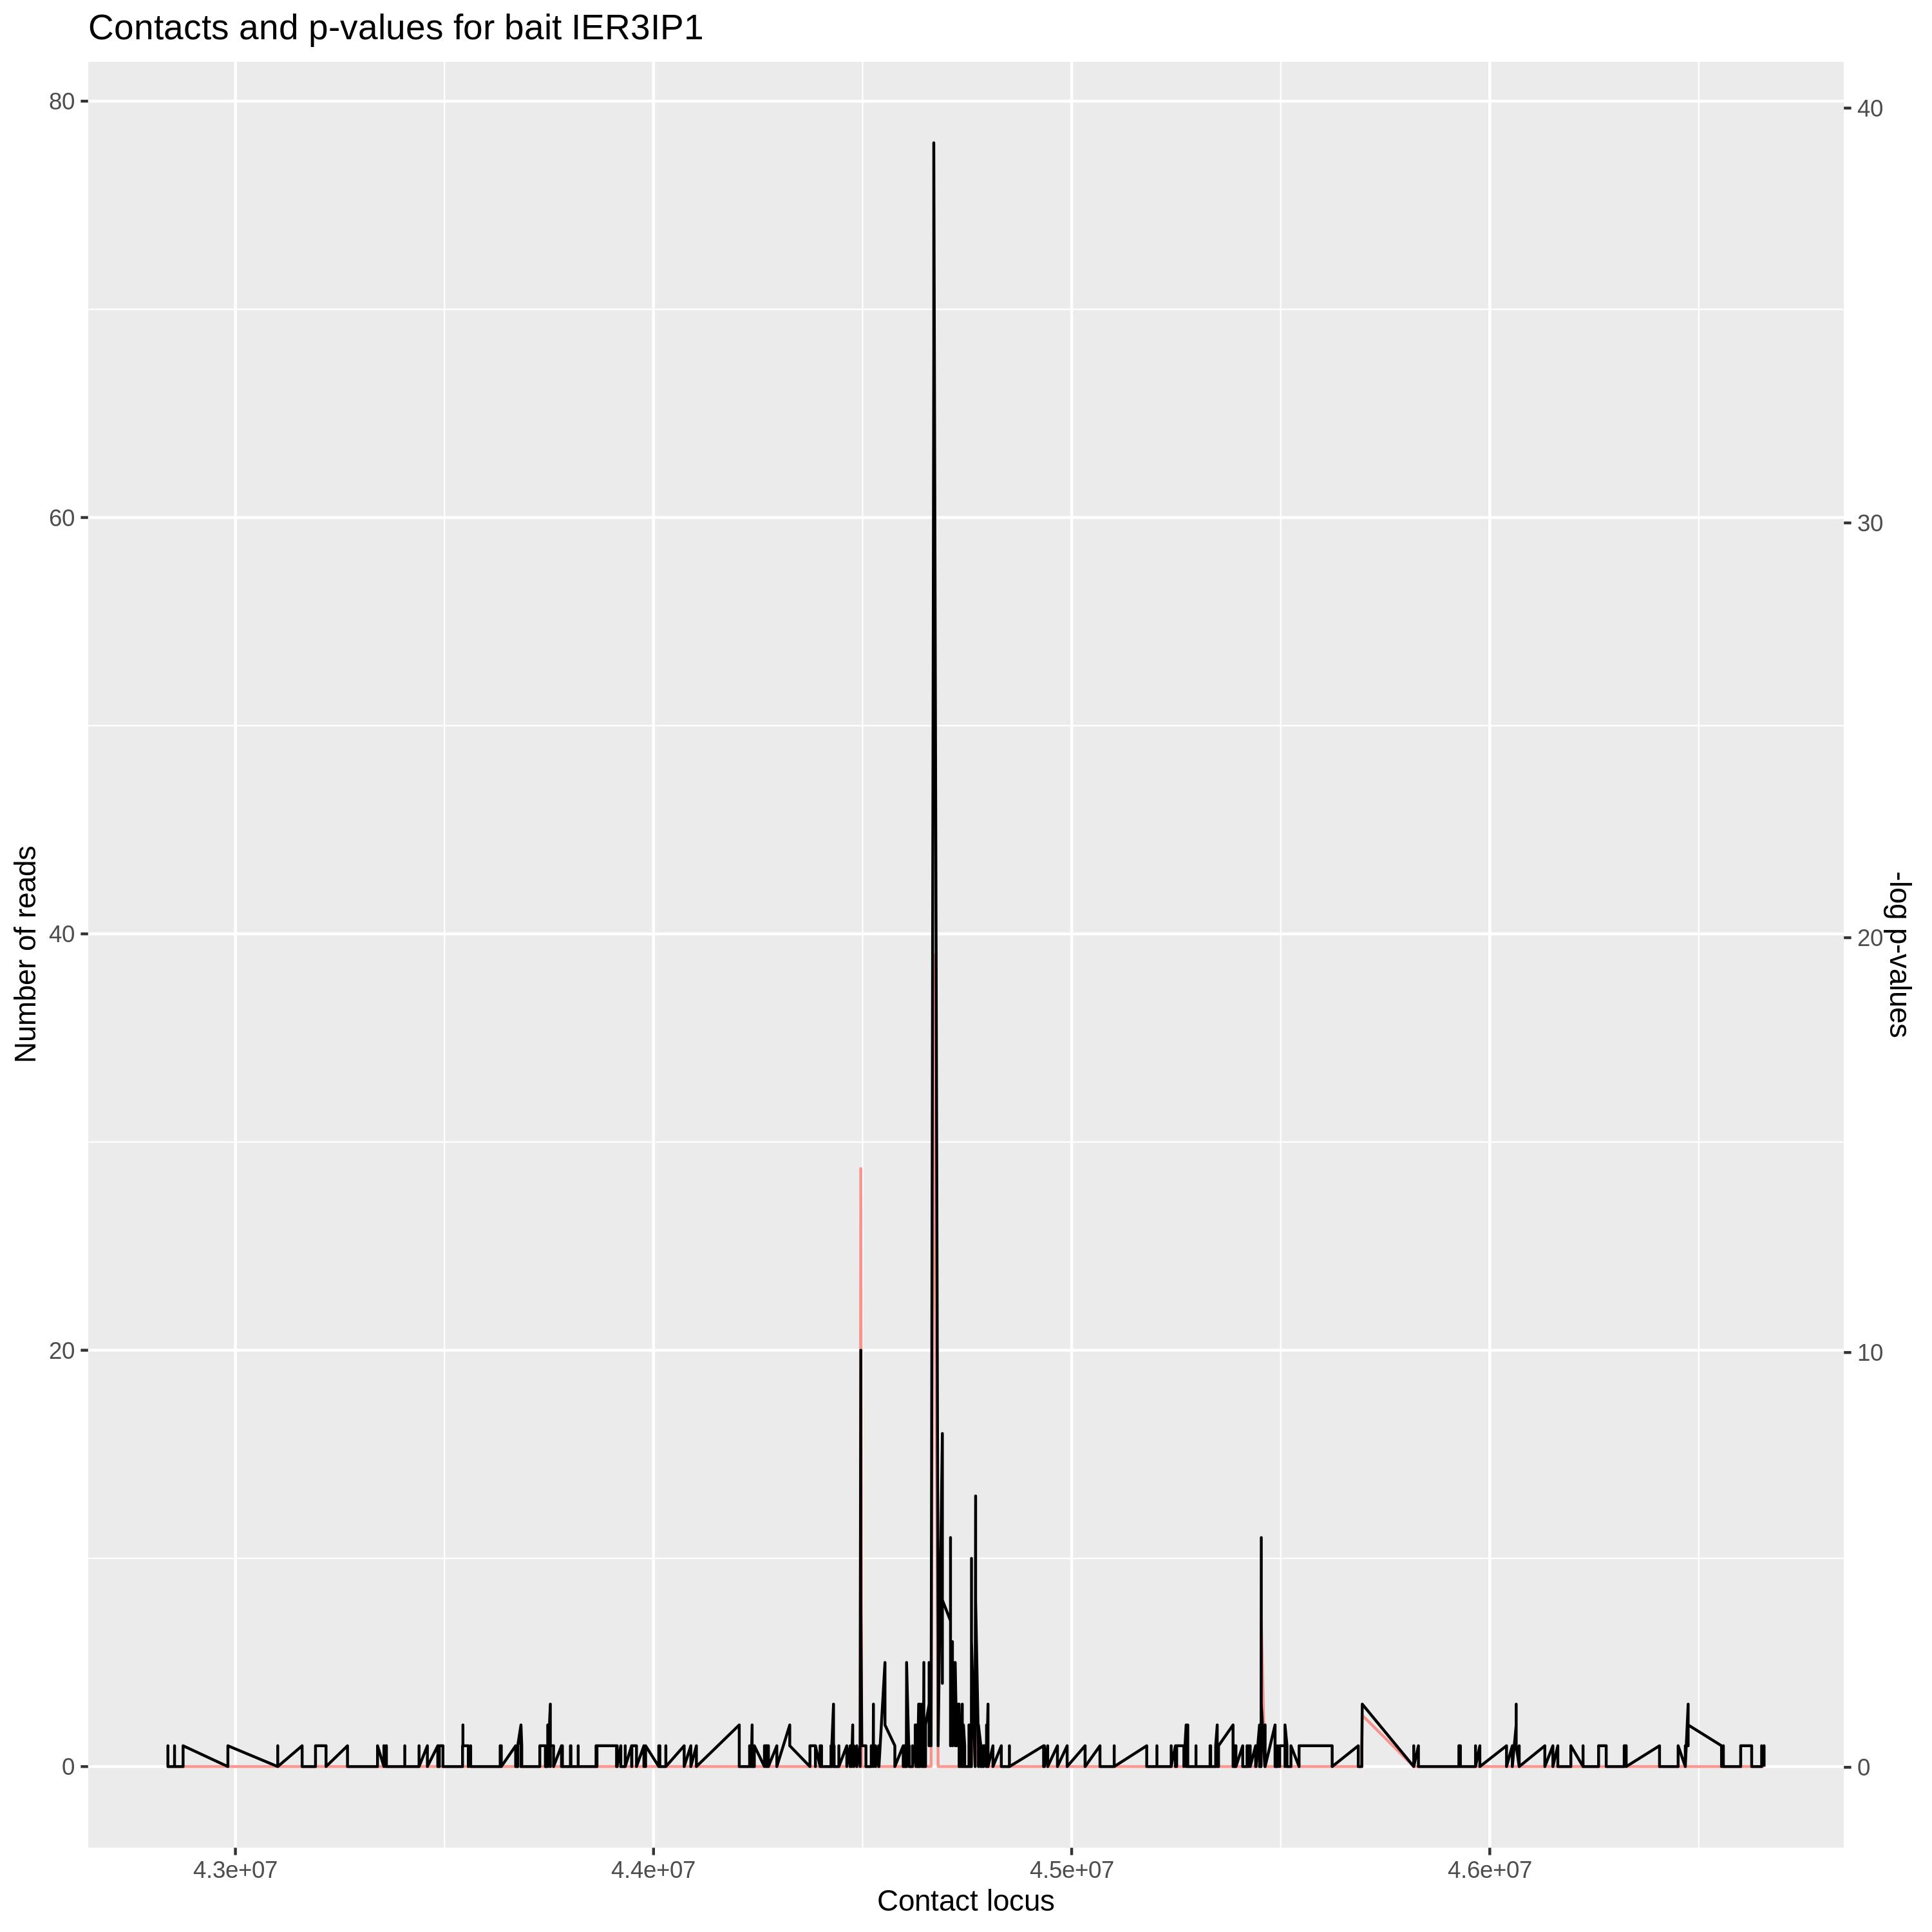 Contacts and p-values for bait IER3IP1
80
60
40
20
0
Number of reads
40
30
20
10
0
-log p-values
4.3e+07 4.4e+07 4.5e+07 4.6e+07
Contact locus